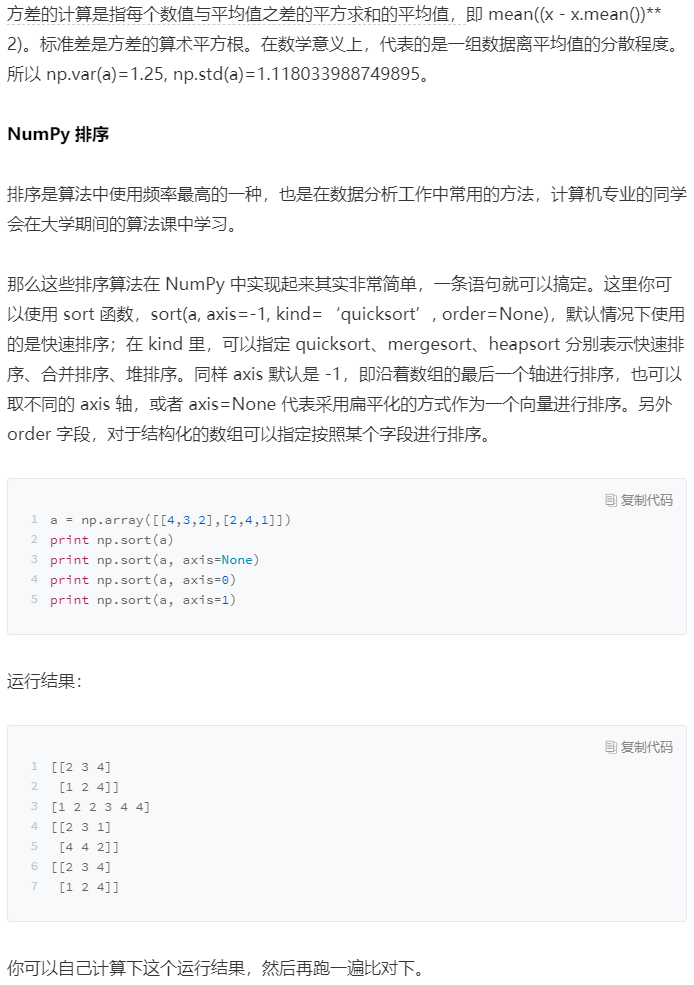 方差的计算是指每个数值与平均值之差的平方求和的平均值，即 mean((x - x.mean())**
2)。标准差是方差的算术平方根。在数学意义上，代表的是一组数据离平均值的分散程度。
所以 np.var(a)=1.25, np.std(a)=1.118033988749895。
NumPy 排序
排序是算法中使用频率最高的一种，也是在数据分析工作中常用的方法，计算机专业的同学
会在大学期间的算法课中学习。
那么这些排序算法在 NumPy 中实现起来其实非常简单，一条语句就可以搞定。这里你可
以使用 sort 函数，sort(a, axis=-1, kind=‘quicksort’, order=None)，默认情况下使用
的是快速排序；在 kind 里，可以指定 quicksort、mergesort、heapsort 分别表示快速排
序、合并排序、堆排序。同样 axis 默认是 -1，即沿着数组的最后一个轴进行排序，也可以
取不同的 axis 轴，或者 axis=None 代表采用扁平化的方式作为一个向量进行排序。另外
order 字段，对于结构化的数组可以指定按照某个字段进行排序。
复制代码
1 a = np.array([[4,3,2],[2,4,1]])
2 print np.sort(a)
3 print np.sort(a, axis=None)
4 print np.sort(a, axis=0)
5 print np.sort(a, axis=1)
运行结果：
复制代码
1 [[2 3 4]
2  [1 2 4]]
3 [1 2 2 3 4 4]
4 [[2 3 1]
5  [4 4 2]]
6 [[2 3 4]
7  [1 2 4]]
你可以自己计算下这个运行结果，然后再跑一遍比对下。